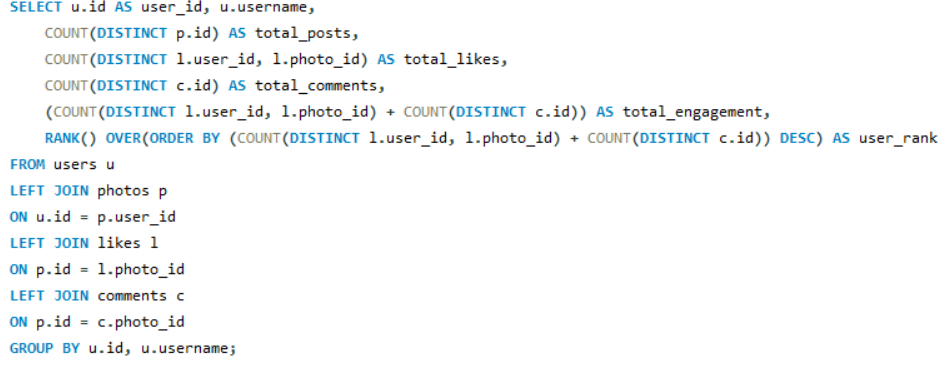 SELECT u.id AS user_id, u.username,
COUNT(DISTINCT p.id) AS total_posts,
COUNT(DISTINCT l.user_id, l.photo_id) AS total_likes,
COUNT(DISTINCT c.id) AS total_comments,
(COUNT(DISTINCT l.user_id, l.photo_id) + COUNT(DISTINCT c.id)) AS total_engagement,
RANK() OVER(ORDER BY (COUNT(DISTINCT l.user_id, l.photo_id) + COUNT(DISTINCT c.id)) DESC) AS user_rank
FROM users u
LEFT JOIN photos p
ON u.id = p.user_id
LEFT JOIN likes l
ON p.id = l.photo_id
LEFT JOIN comments c
ON p.id = c.photo_id
GROUP BY u.id, u.username;